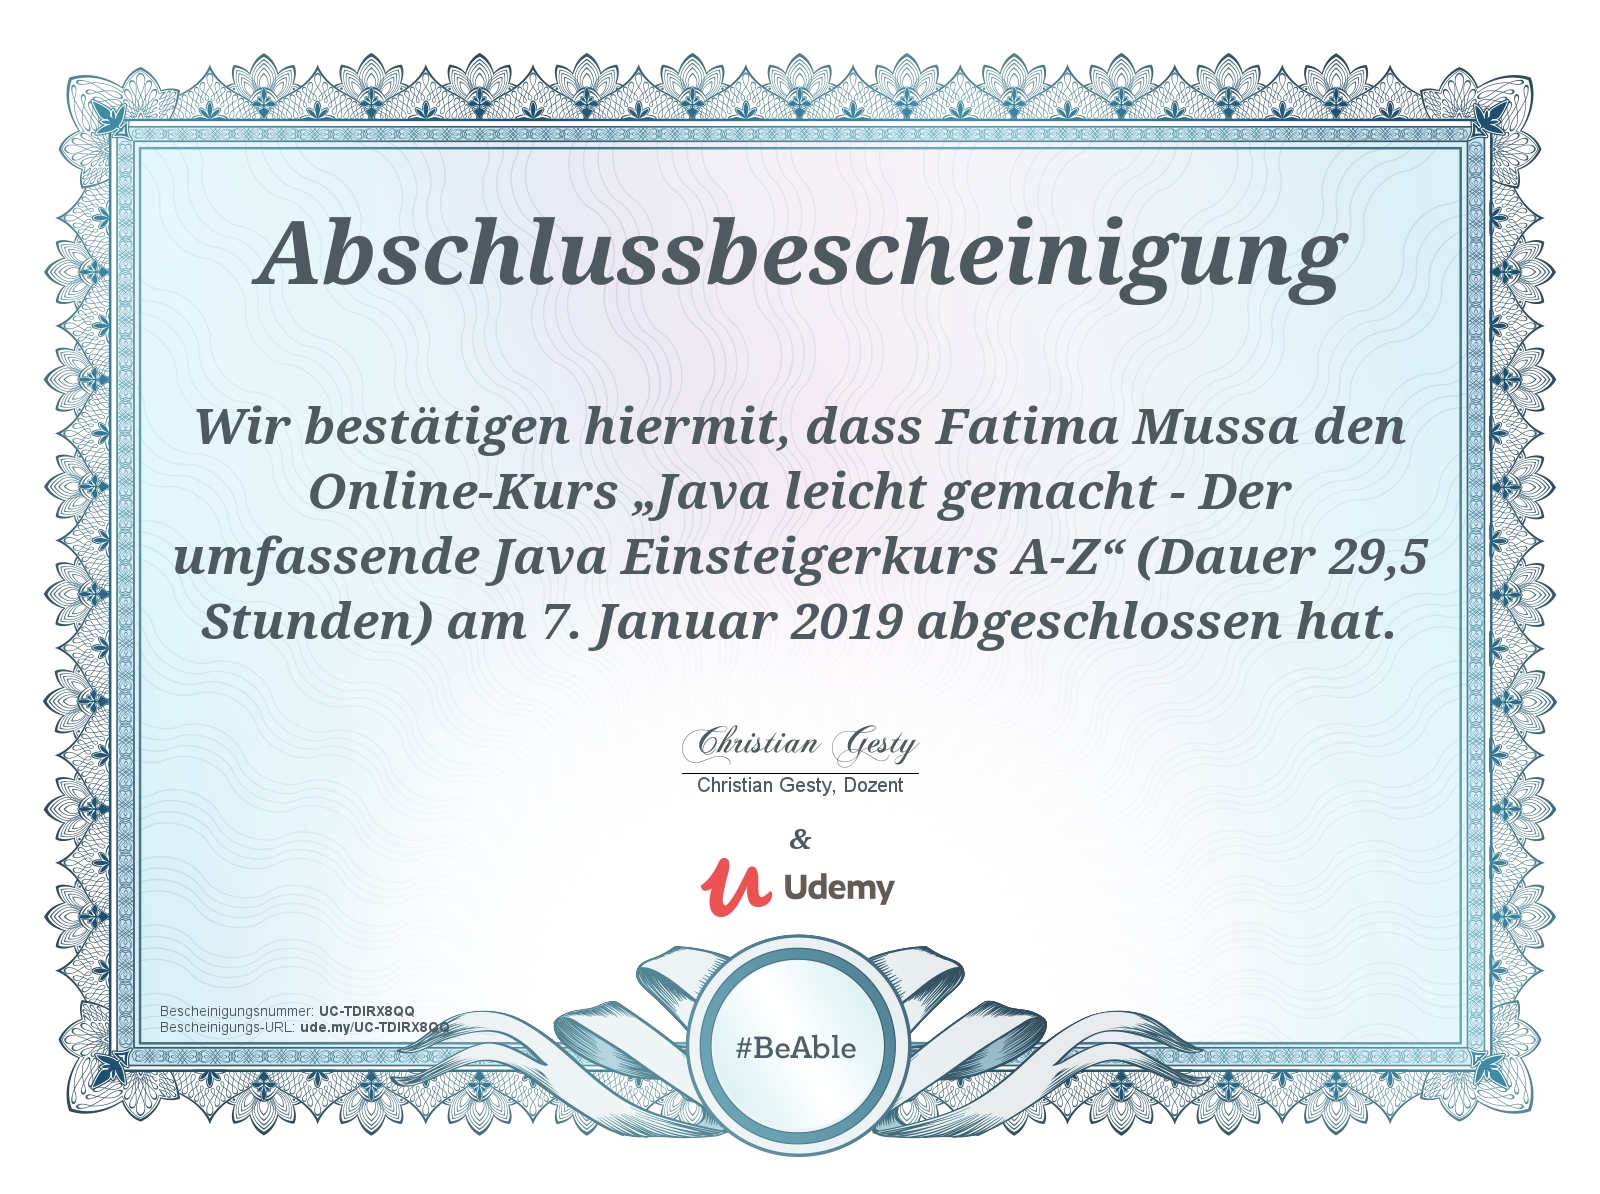 Abschlussbescheinigung
Wir bestätigen hiermit, dass Fatima Mussa den
Online-Kurs „Java leicht gemacht - Der
umfassende Java Einsteigerkurs A-Z“ (Dauer 29,5
Stunden) am 7. Januar 2019 abgeschlossen hat.
Christian Gesty
Christian Gesty, Dozent
&
Udemy
Bescheinigungsnummer: UC-TDIRX8QQ
Bescheinigungs-URL: ude.my/UC-TDIRX8QQ
#BeAble